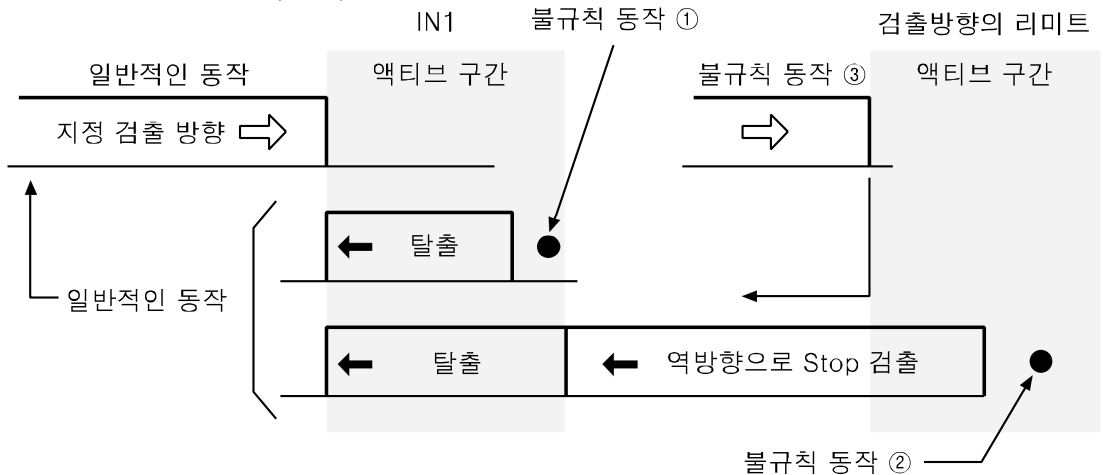 IN1
불규칙 동작 ①
검출방향의 리미트
일반적인 동작
액티브 구간
불규칙 동작 ③
액티브 구간
지정 검출 방향
탈출
일반적인 동작
탈출
역방향으로 Stop 검출
불규칙 동작 ②